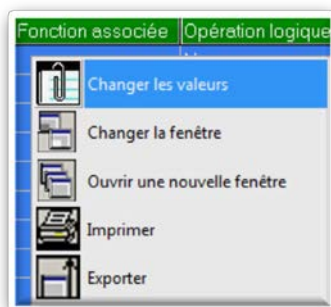 Fonction associée Opération logique
Changer les valeurs
Changer la fenêtre
Ouvrir une nouvelle fenêtre
Imprimer
Exporter